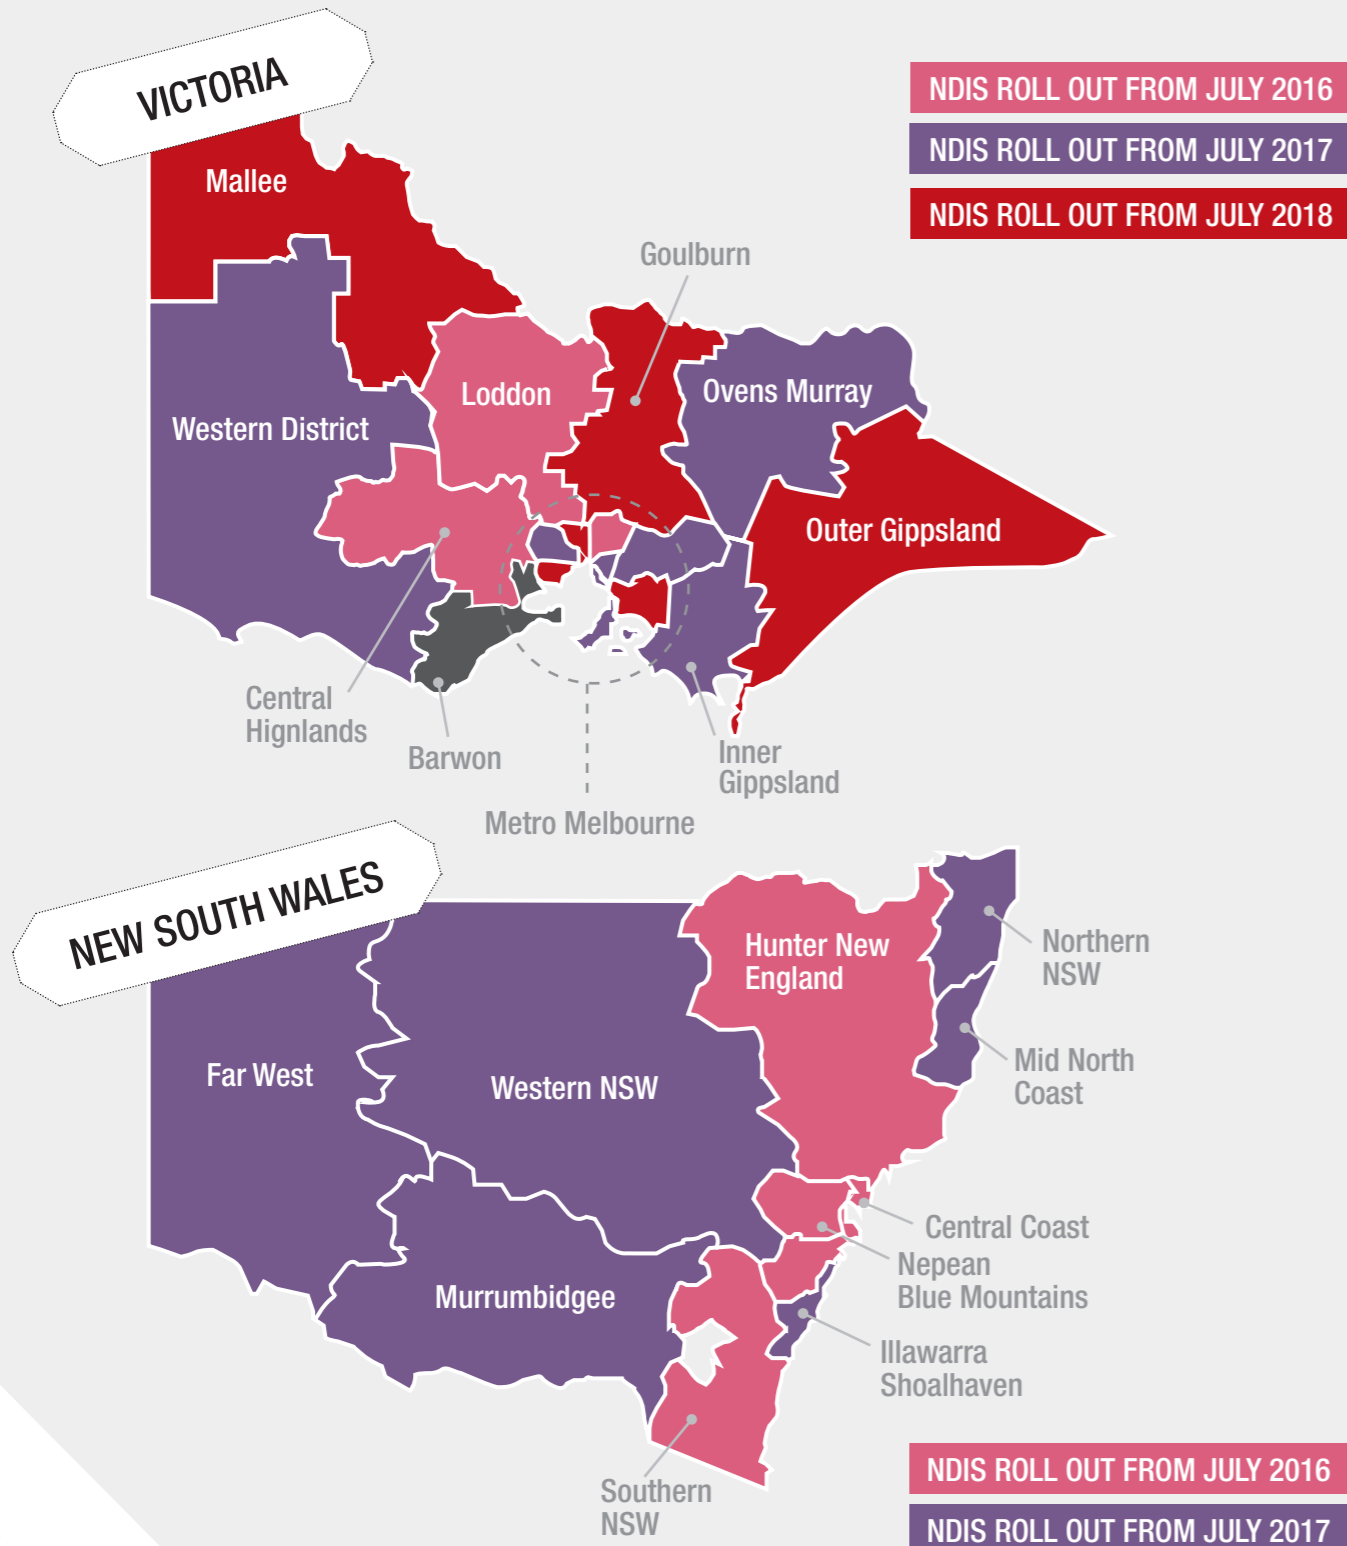 VICTORIA
NDIS ROLL OUT FROM JULY 2016
NDIS ROLL OUT FROM JULY 2017
NDIS ROLL OUT FROM JULY 2018
Mallee
Goulburn
Loddon
Ovens Murray
Western District
Outer Gippsland
Central
Hignlands
Barwon
Inner
Gippsland
Metro Melbourne
NEW SOUTH WALES
Hunter New
England
Northern
NSW
Far West
Western NSW
Mid North
Coast
Central Coast
Nepean
Blue Mountains
Murrumbidgee
Illawarra
Shoalhaven
Southern
NSW
NDIS ROLL OUT FROM JULY 2016
NDIS ROLL OUT FROM JULY 2017